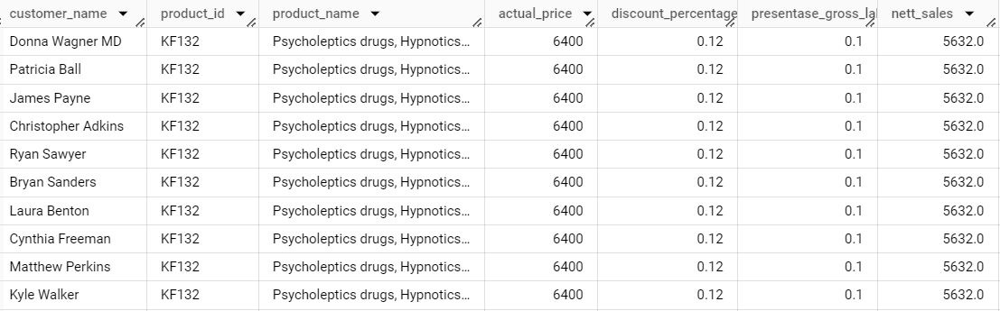 customer_name product_id product_name actual_price discount_percentage presentase_gross_la nett_sales
Donna Wagner MD KF132 Psycholeptics drugs, Hypnotics... 6400 0.12 0.1 5632.0
Patricia Ball KF132 Psycholeptics drugs, Hypnotics... 6400 0.12 0.1 5632.0
James Payne KF132 Psycholeptics drugs, Hypnotics... 6400 0.12 0.1 5632.0
Christopher Adkins KF132 Psycholeptics drugs, Hypnotics... 6400 0.12 0.1 5632.0
Ryan Sawyer KF132 Psycholeptics drugs, Hypnotics... 6400 0.12 0.1 5632.0
Bryan Sanders KF132 Psycholeptics drugs, Hypnotics... 6400 0.12 0.1 5632.0
Laura Benton KF132 Psycholeptics drugs, Hypnotics... 6400 0.12 0.1 5632.0
Cynthia Freeman KF132 Psycholeptics drugs, Hypnotics... 6400 0.12 0.1 5632.0
Matthew Perkins KF132 Psycholeptics drugs, Hypnotics... 6400 0.12 0.1 5632.0
Kyle Walker KF132 Psycholeptics drugs, Hypnotics... 6400 0.12 0.1 5632.0